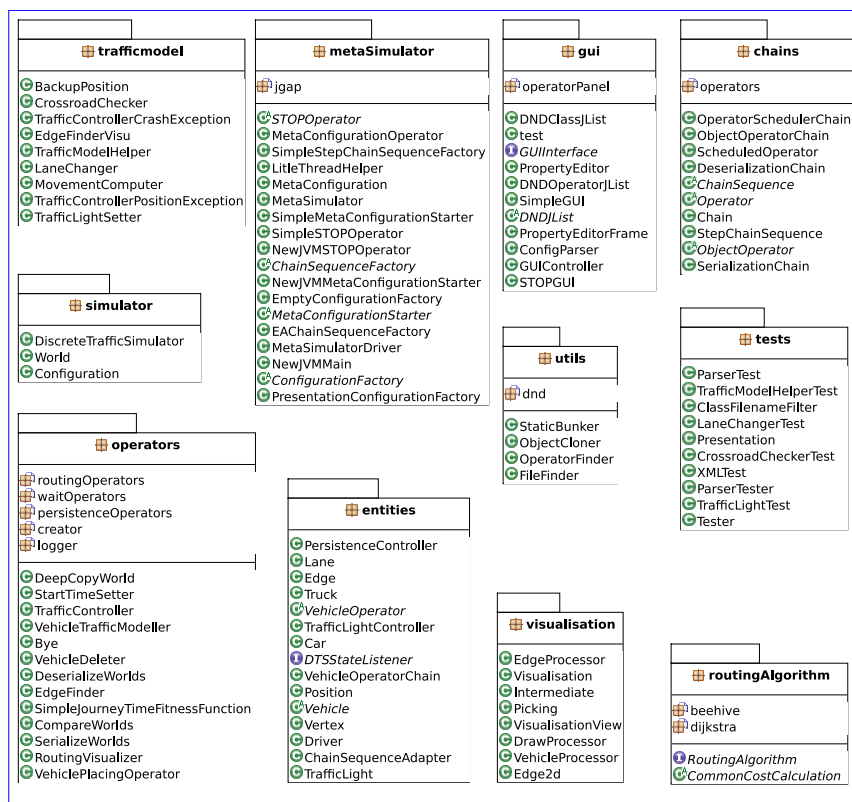 trafficmodel
BackupPosition
CrossroadChecker
TrafficControllerCrashException
EdgeFinderVisu
TrafficModelHelper
LaneChanger
MovementComputer
TrafficControllerPositionException
TrafficLightSetter
metaSimulator
jgap
STOPOperator
MetaConfigurationOperator
SimpleStepChainSequenceFactory
LitleThreadHelper
MetaConfiguration
MetaSimulator
SimpleMetaConfigurationStarter
SimpleSTOPOperator
NewJVMSTOPOperator
ChainSequenceFactory
NewJVMMetaConfigurationStarter
EmptyConfigurationFactory
MetaConfigurationStarter
EAChainSequenceFactory
MetaSimulatorDriver
NewJVMMain
ConfigurationFactory
PresentationConfigurationFactory
gui
operatorPanel
DNDClassJList
test
GUIInterface
PropertyEditor
DNDOperatorJList
SimpleGUI
DNDJList
PropertyEditorFrame
ConfigParser
GUIController
STOPGUI
chains
operators
OperatorSchedulerChain
ObjectOperatorChain
ScheduledOperator
DeserializationChain
ChainSequence
Operator
Chain
StepChainSequence
ObjectOperator
SerializationChain
simulator
DiscreteTrafficSimulator
World
Configuration
utils
dnd
StaticBunker
ObjectCloner
OperatorFinder
FileFinder
tests
ParserTest
TrafficModelHelperTest
ClassFilenameFilter
LaneChangerTest
Presentation
CrossroadCheckerTest
XMLTest
ParserTester
TrafficLightTest
Tester
operators
routingOperators
waitOperators
persistenceOperators
creator
logger
DeepCopyWorld
StartTimeSetter
TrafficController
VehicleTrafficModeller
Bye
VehicleDeleter
DeserializeWorlds
EdgeFinder
SimpleJourneyTimeFitnessFunction
CompareWorlds
SerializeWorlds
RoutingVisualizer
VehiclePlacingOperator
entities
PersistenceController
Lane
Edge
Truck
VehicleOperator
TrafficLightController
Car
DTSStateListener
VehicleOperatorChain
Position
Vehicle
Vertex
Driver
ChainSequenceAdapter
TrafficLight
visualisation
EdgeProcessor
Visualisation
Intermediate
Picking
VisualisationView
DrawProcessor
VehicleProcessor
Edge2d
routingAlgorithm
beehive
dijkstra
RoutingAlgorithm
CommonCostCalculation